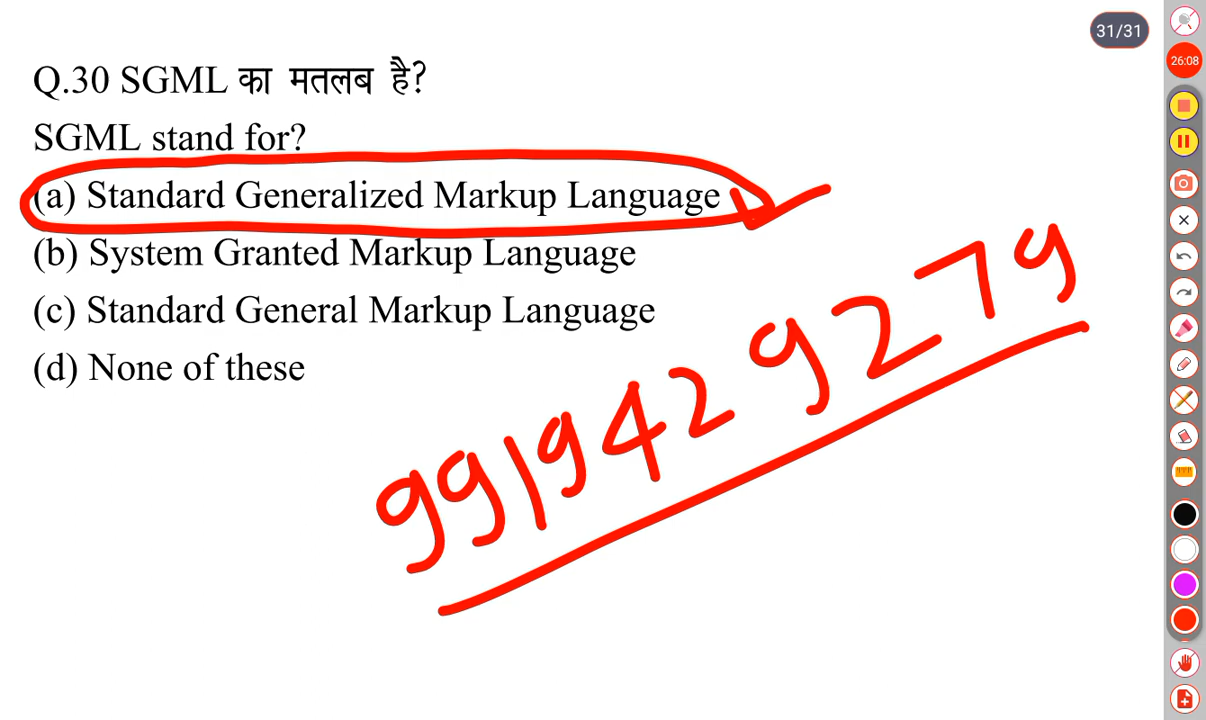 31/31
26:08
Q.30 SGML का मतलब है?
SGML stand for?
(a) Standard Generalized Markup Language
(b) System Granted Markup Language
(c) Standard General Markup Language
(d) None of these
9919429279